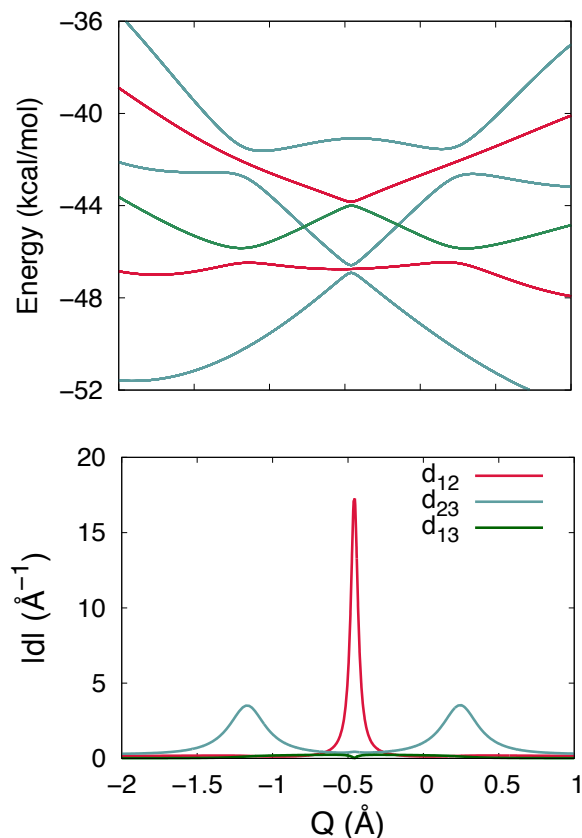 −36
−40
−44
−48
−52
Energy (kcal/mol)
20
15
10
5
0
|d| (Å⁻¹)
d₁₂
d₂₃
d₁₃
−2 −1.5 −1 −0.5 0 0.5 1
Q (Å)